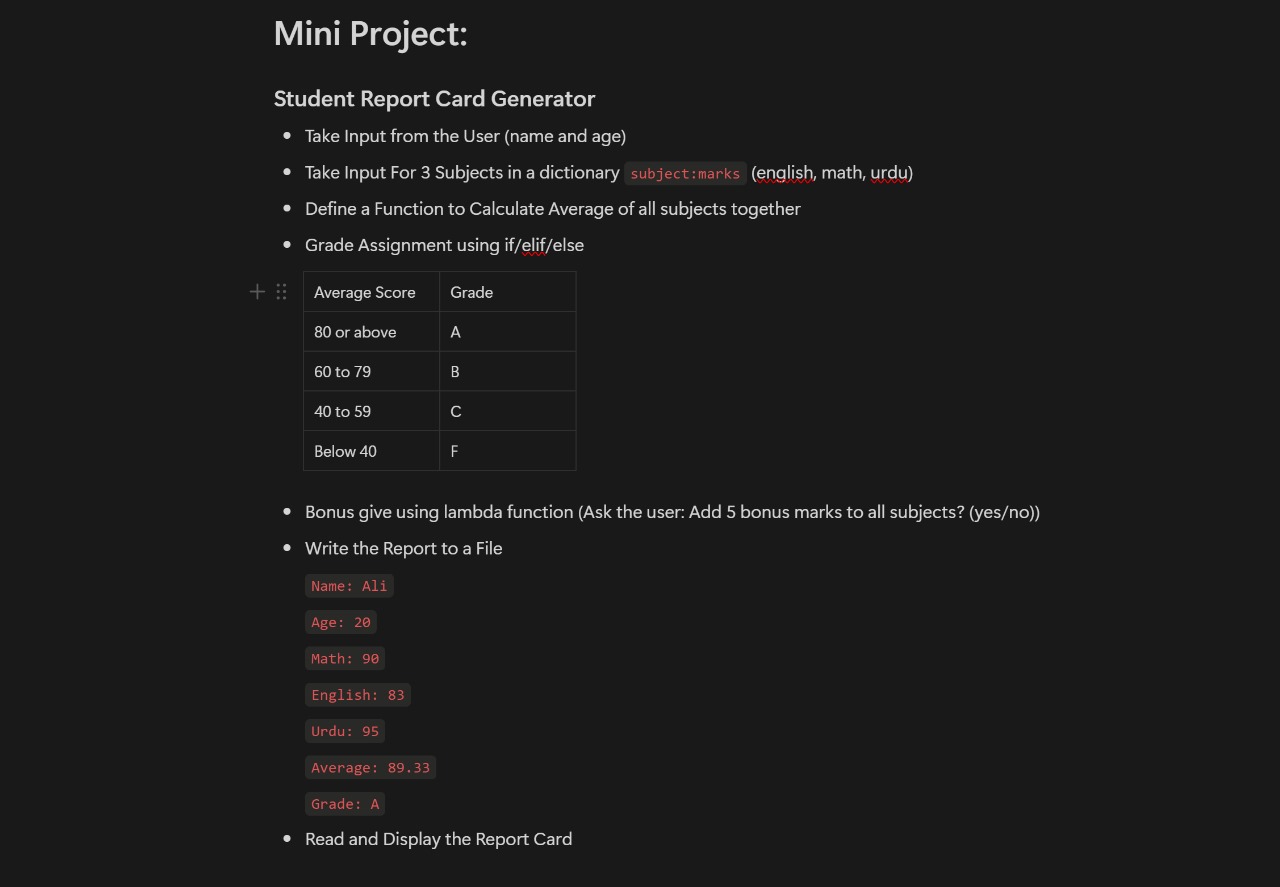 Mini Project:
Student Report Card Generator
Take Input from the User (name and age)
Take Input For 3 Subjects in a dictionary subject:marks (english, math, urdu)
Define a Function to Calculate Average of all subjects together
Grade Assignment using if/elif/else
Average Score Grade
80 or above A
60 to 79 B
40 to 59 C
Below 40 F
Bonus give using lambda function (Ask the user: Add 5 bonus marks to all subjects? (yes/no))
Write the Report to a File
Name: Ali
Age: 20
Math: 90
English: 83
Urdu: 95
Average: 89.33
Grade: A
Read and Display the Report Card